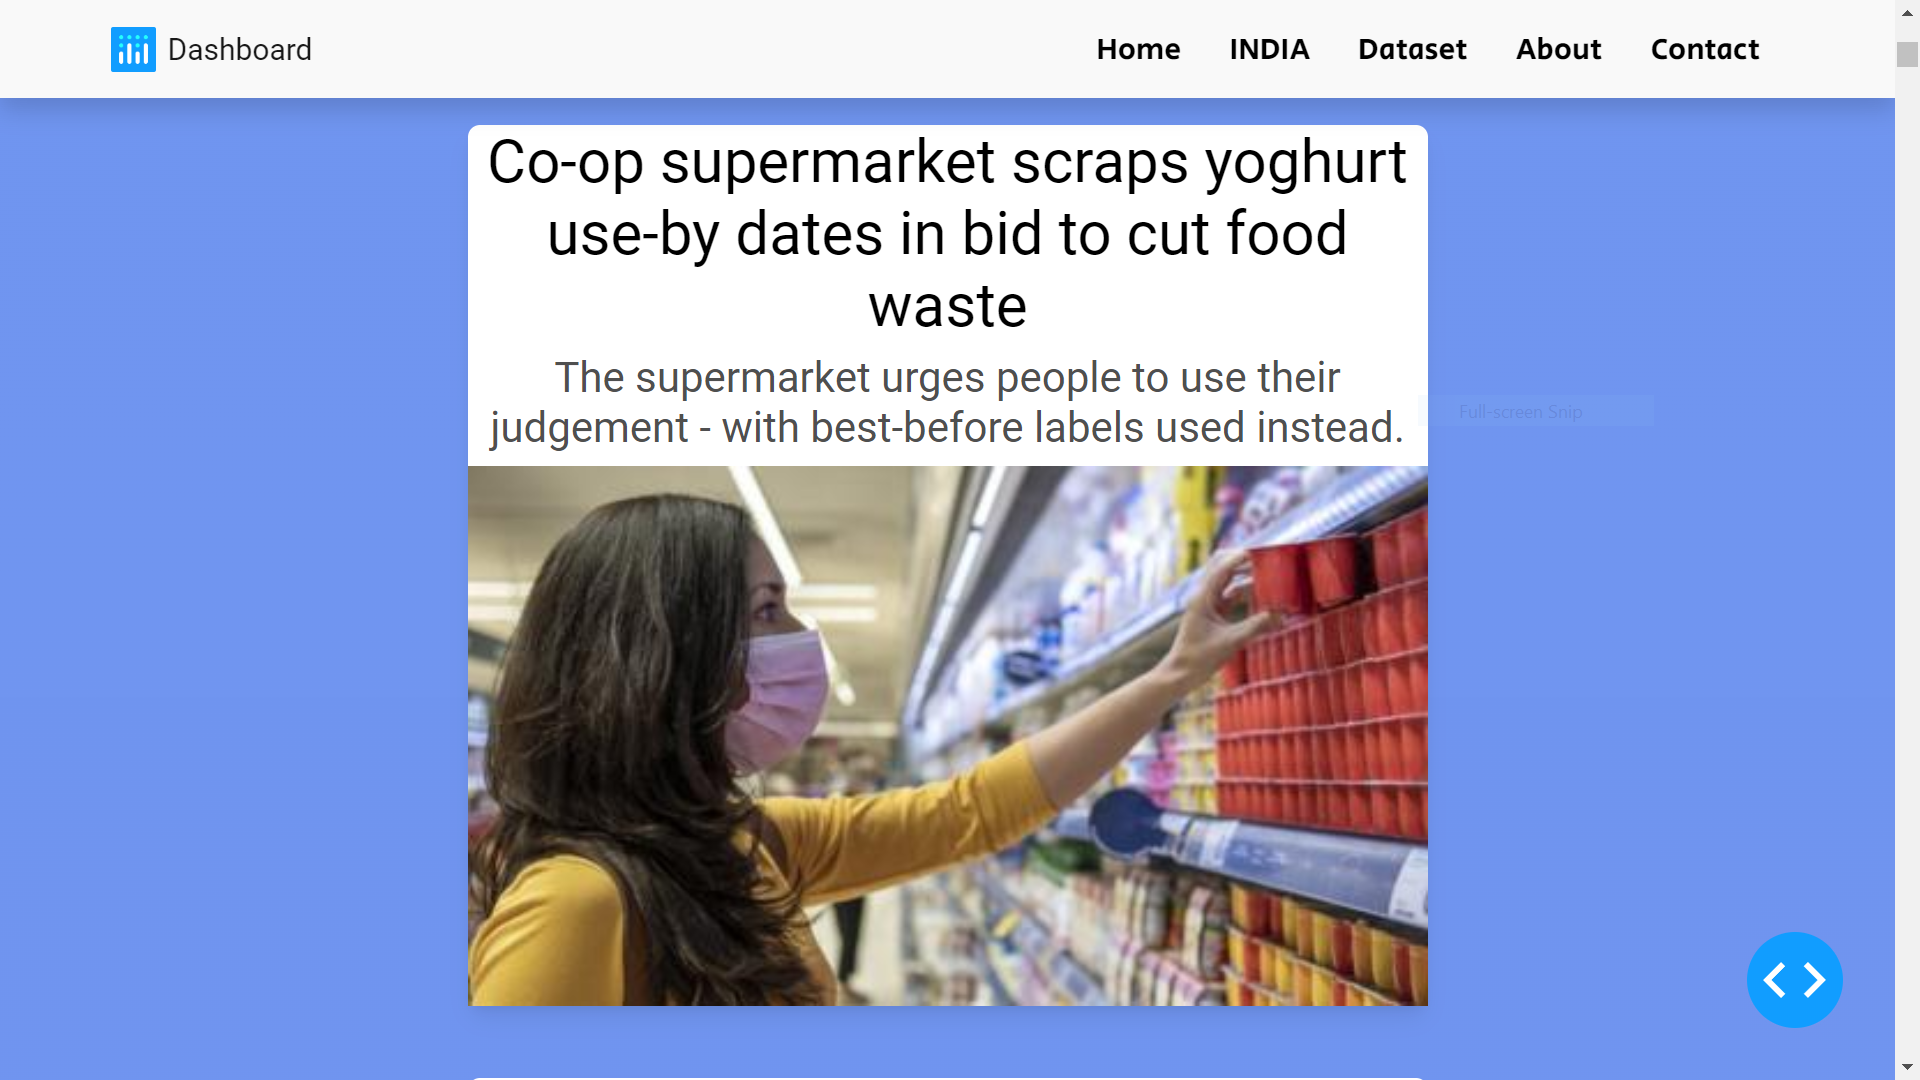 Dashboard
Home
INDIA
Dataset
About
Contact
Co-op supermarket scraps yoghurt
use-by dates in bid to cut food
waste
The supermarket urges people to use their
judgement - with best-before labels used instead.
Full-screen Snip